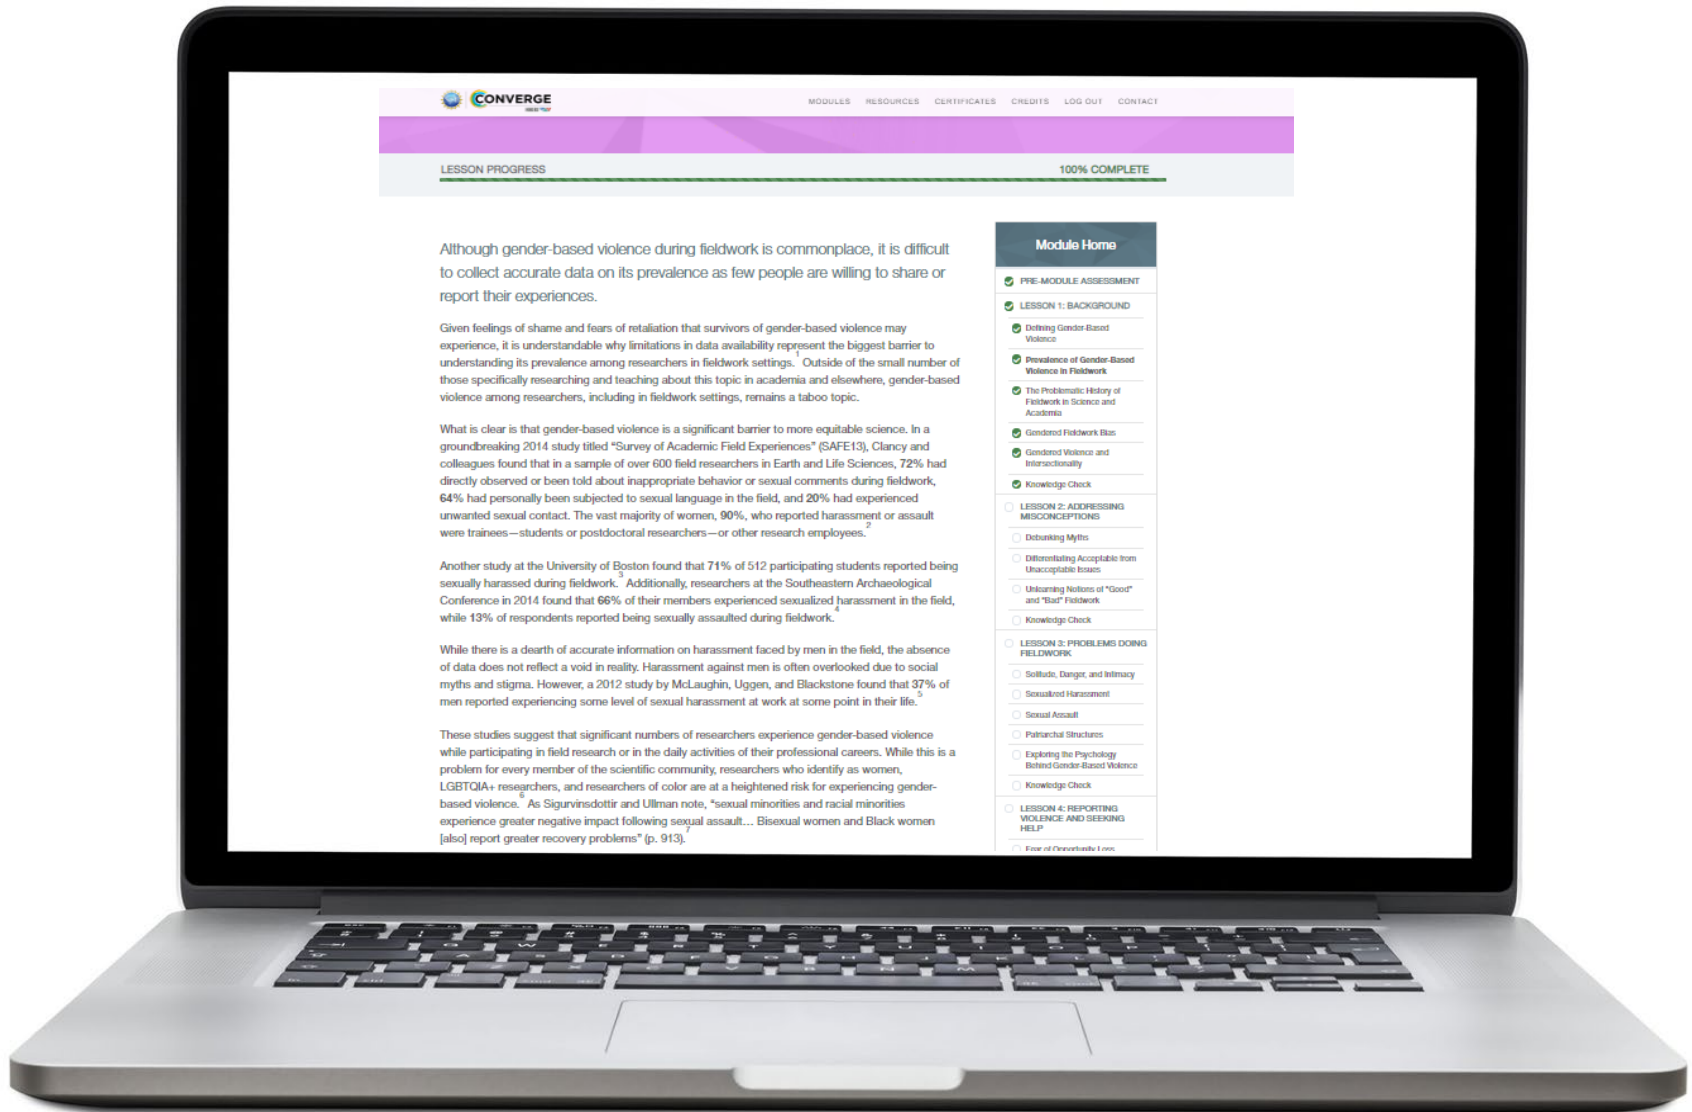 CONVERGE
MODULES RESOURCES CERTIFICATES CREDITS LOG OUT CONTACT
LESSON PROGRESS 100% COMPLETE
Although gender-based violence during fieldwork is commonplace, it is difficult
to collect accurate data on its prevalence as few people are willing to share or
report their experiences.
Given feelings of shame and fears of retaliation that survivors of gender-based violence may
experience, it is understandable why limitations in data availability represent the biggest barrier to
understanding its prevalence among researchers in fieldwork settings.1 Outside of the small number of
those specifically researching and teaching about this topic in academia and elsewhere, gender-based
violence among researchers, including in fieldwork settings, remains a taboo topic.
What is clear is that gender-based violence is a significant barrier to more equitable science. In a
groundbreaking 2014 study titled “Survey of Academic Field Experiences” (SAFE13), Clancy and
colleagues found that in a sample of over 600 field researchers in Earth and Life Sciences, 72% had
directly observed or been told about inappropriate behavior or sexual comments during fieldwork,
64% had personally been subjected to sexual language in the field, and 20% had experienced
unwanted sexual contact. The vast majority of women, 90%, who reported harassment or assault
were trainees—students or postdoctoral researchers—or other research employees.2
Another study at the University of Boston found that 71% of 512 participating students reported being
sexually harassed during fieldwork.3 Additionally, researchers at the Southeastern Archaeological
Conference in 2014 found that 66% of their members experienced sexualized harassment in the field,
while 13% of respondents reported being sexually assaulted during fieldwork.4
While there is a dearth of accurate information on harassment faced by men in the field, the absence
of data does not reflect a void in reality. Harassment against men is often overlooked due to social
myths and stigma. However, a 2012 study by McLaughin, Uggen, and Blackstone found that 37% of
men reported experiencing some level of sexual harassment at work at some point in their life.5
These studies suggest that significant numbers of researchers experience gender-based violence
while participating in field research or in the daily activities of their professional careers. While this is a
problem for every member of the scientific community, researchers who identify as women,
LGBTQIA+ researchers, and researchers of color are at a heightened risk for experiencing gender-
based violence.6 As Sigurvinsdottir and Ullman note, “sexual minorities and racial minorities
experience greater negative impact following sexual assault… Bisexual women and Black women
[also] report greater recovery problems” (p. 913).7
Module Home
PRE-MODULE ASSESSMENT
LESSON 1: BACKGROUND
Defining Gender-Based
Violence
Prevalence of Gender-Based
Violence in Fieldwork
The Problematic History of
Fieldwork in Science and
Academia
Gendered Fieldwork Bias
Gendered Violence and
Intersectionality
Knowledge Check
LESSON 2: ADDRESSING
MISCONCEPTIONS
Debunking Myths
Differentiating Acceptable from
Unacceptable Issues
Unlearning Notions of "Good"
and "Bad" Fieldwork
Knowledge Check
LESSON 3: PROBLEMS DOING
FIELDWORK
Solitude, Danger, and Intimacy
Sexualized Harassment
Sexual Assault
Patriarchal Structures
Exploring the Psychology
Behind Gender-Based Violence
Knowledge Check
LESSON 4: REPORTING
VIOLENCE AND SEEKING
HELP
Fear of Opportunity Loss